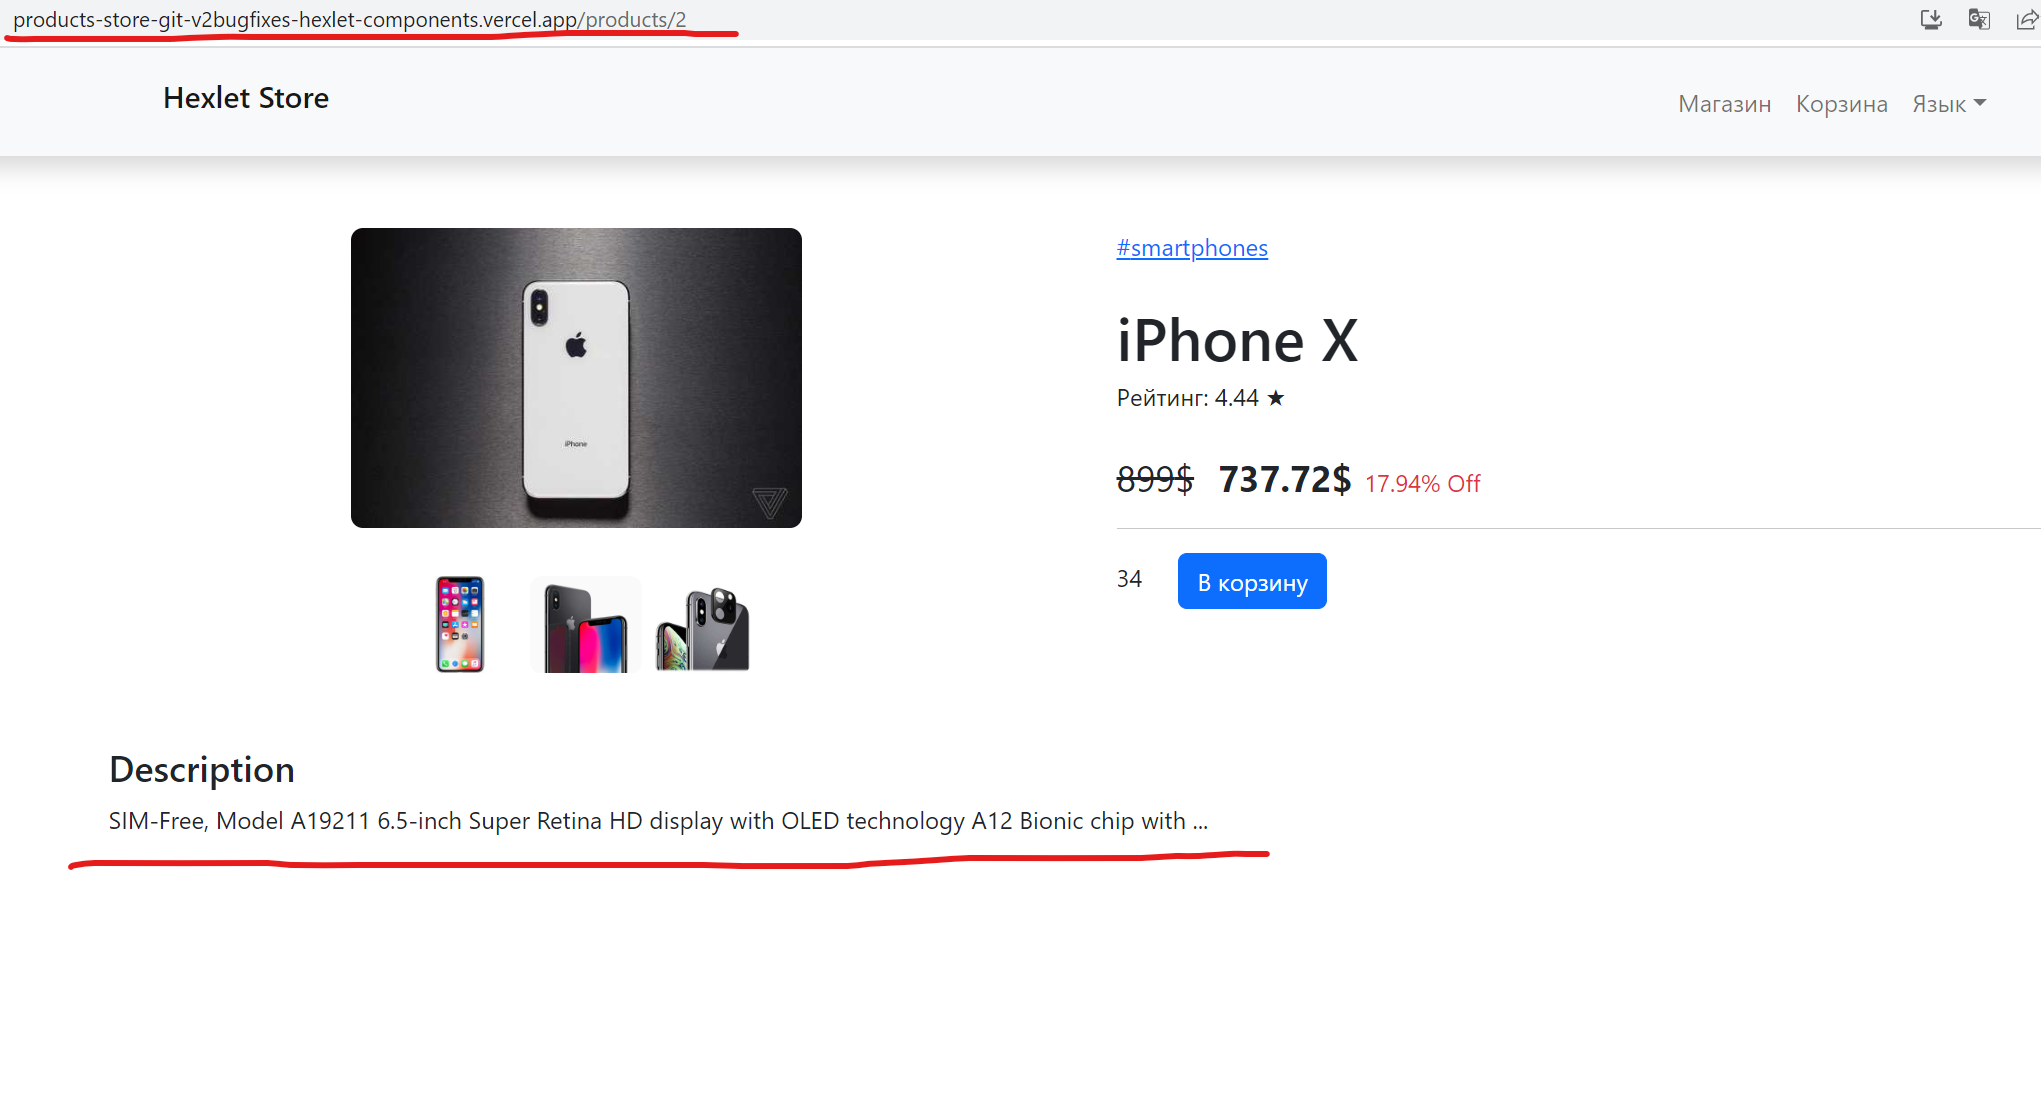 products-store-git-v2bugfixes-hexlet-components.vercel.app/products/2
Hexlet Store
Магазин Корзина Язык
#smartphones
iPhone X
Рейтинг: 4.44 ★
899$ 737.72$ 17.94% Off
34 В корзину
iPhone
Description
SIM-Free, Model A19211 6.5-inch Super Retina HD display with OLED technology A12 Bionic chip with ...